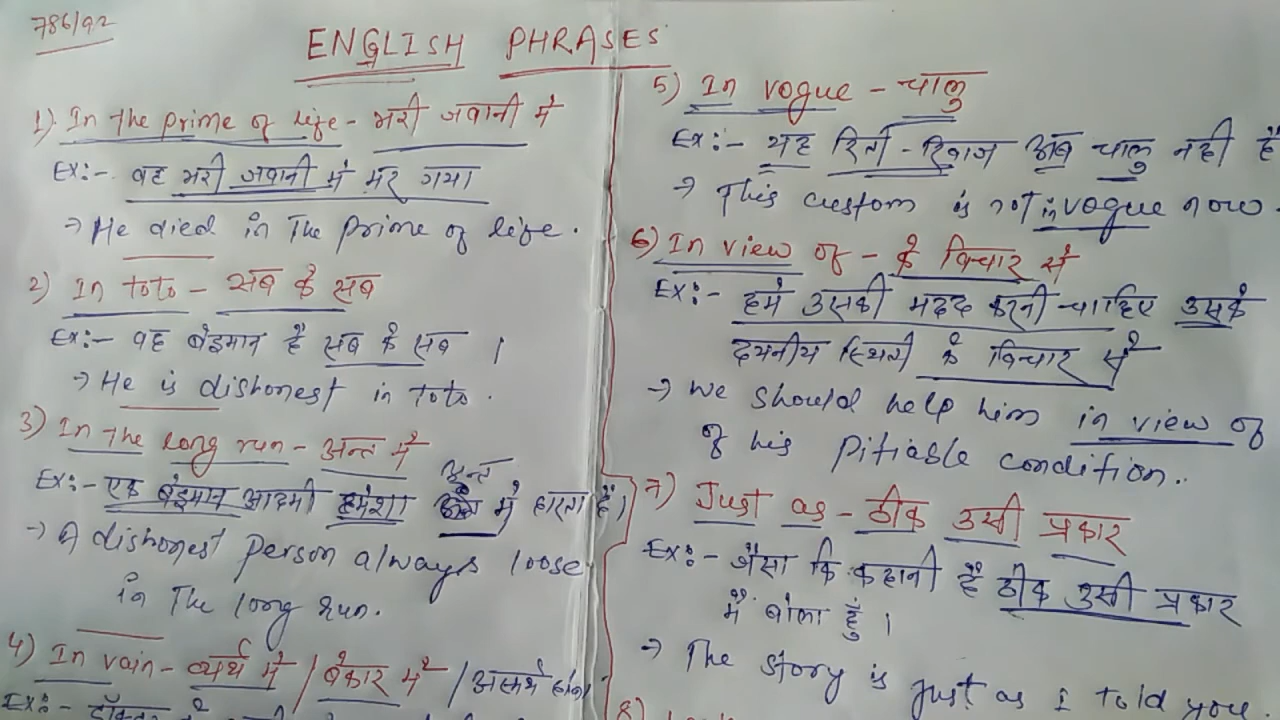 786/92
ENGLISH PHRASES
1) In the prime of life - भरी जवानी में
Ex:- वह भरी जवानी में मर गया
→ He died in The prime of life.
2) In toto - सब के सब
Ex:- वह बेइमान हैं सब के सब ।
→ He is dishonest in toto.
3) In the long run - अन्त में
अन्त
Ex:- एक बेइमान आदमी हमेशा में हारता हैं।
→ A dishonest person always loose
in The long run.
4) In vain - व्यर्थ में / बेकार में / असमर्थ होना
Ex:-
5) In vogue - चालु
Ex:- यह रिती-रिवाज अब चालु नही हैं
→ This custom is not in vogue now.
6) In view of - के विचार से
Ex:- हमे उसकी मदद करनी चाहिए उसके
दयनीय स्थिती के विचार से
→ we should help him in view of
of his pitiable condition..
7) Just as - ठीक उसी प्रकार
Ex:- जैसा कि कहानी हैं ठीक उसी प्रकार
मैं बोला हुँ ।
→ The story is just as I told you.
8)